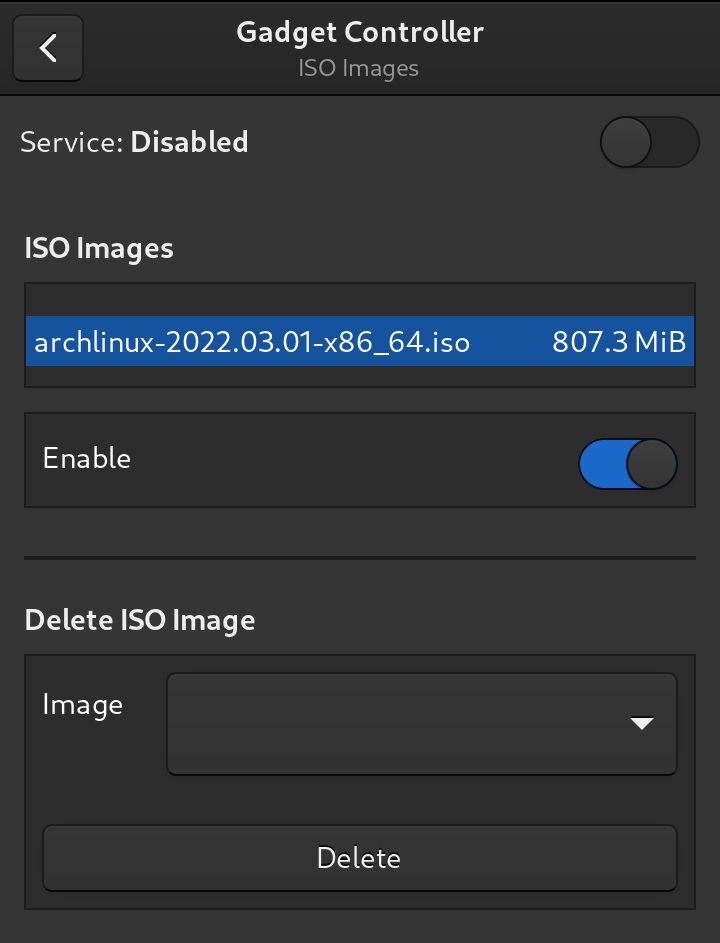 Gadget Controller
ISO Images
Service: Disabled
ISO Images
archlinux-2022.03.01-x86_64.iso 807.3 MiB
Enable
Delete ISO Image
Image
Delete